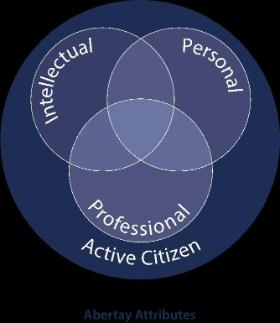 Intellectual
Personal
Professional
Active Citizen
Abertay Attributes